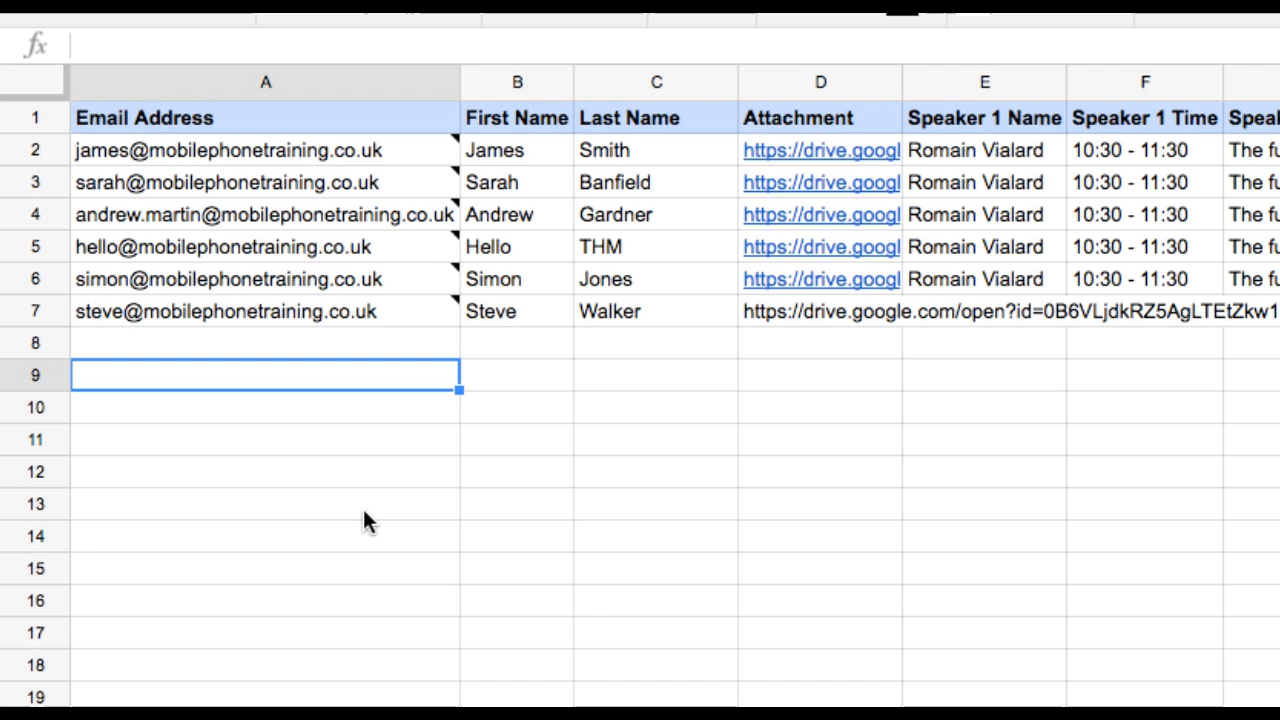 fx
A B C D E F
1 Email Address First Name Last Name Attachment Speaker 1 Name Speaker 1 Time
2 james@mobilephonetraining.co.uk James Smith https://drive.googl Romain Vialard 10:30 - 11:30 The
3 sarah@mobilephonetraining.co.uk Sarah Banfield https://drive.googl Romain Vialard 10:30 - 11:30 The
4 andrew.martin@mobilephonetraining.co.uk Andrew Gardner https://drive.googl Romain Vialard 10:30 - 11:30 The
5 hello@mobilephonetraining.co.uk Hello THM https://drive.googl Romain Vialard 10:30 - 11:30 The
6 simon@mobilephonetraining.co.uk Simon Jones https://drive.googl Romain Vialard 10:30 - 11:30 The
7 steve@mobilephonetraining.co.uk Steve Walker https://drive.google.com/open?id=0B6VLjdkRZ5AgLTEtZkw1
8
9
10
11
12
13
14
15
16
17
18
19